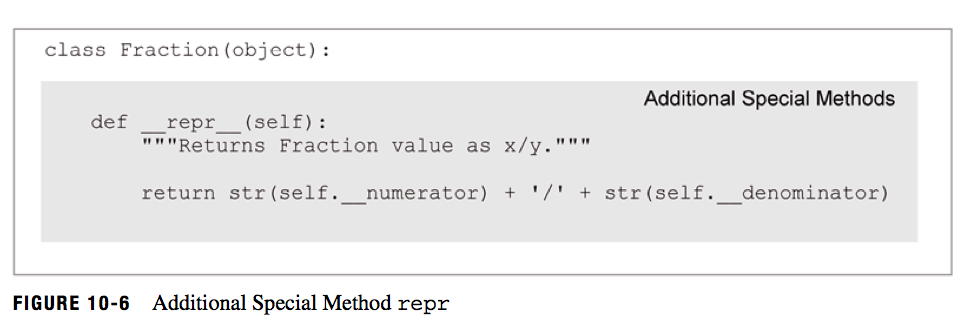 class Fraction(object):
Additional Special Methods
def __repr__(self):
"""Returns Fraction value as x/y."""
return str(self.__numerator) + '/' + str(self.__denominator)
FIGURE 10-6 Additional Special Method repr